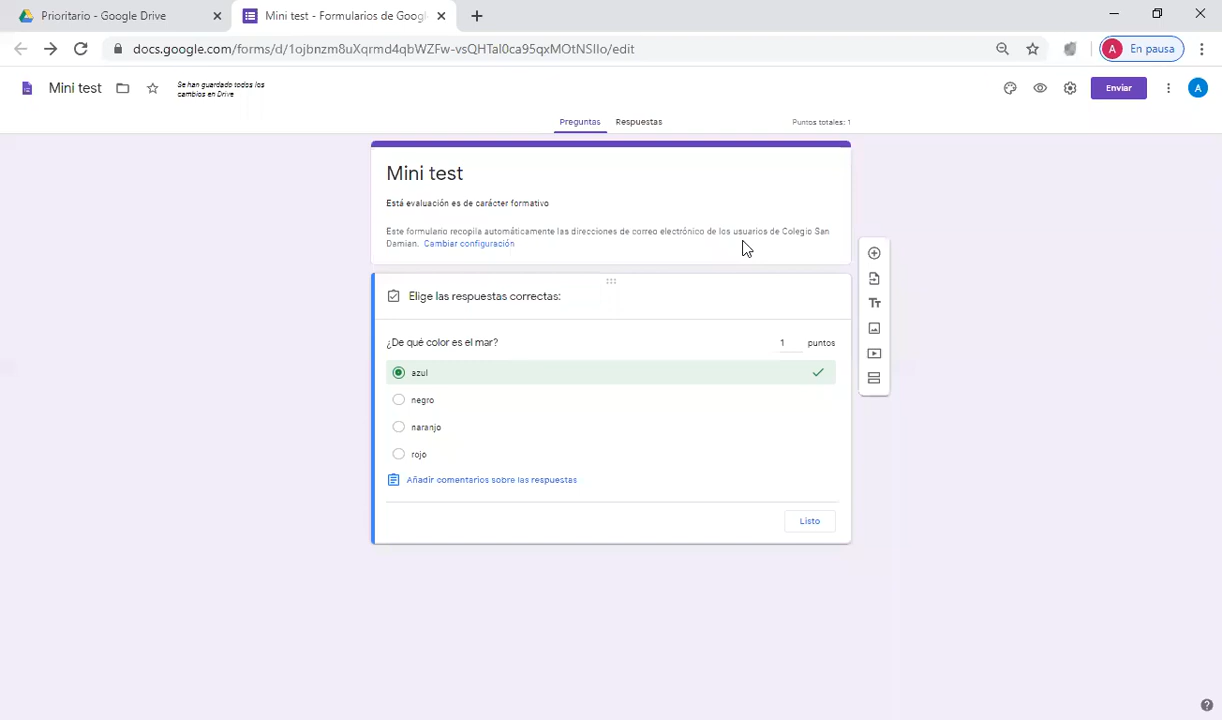 Prioritario - Google Drive
Mini test - Formularios de Goog
docs.google.com/forms/d/1ojbnzm8uXqrmd4qbWZFw-vsQHTal0ca95qxMOtNSIIo/edit
A
En pausa
Mini test
Se han guardado todos los
cambios en Drive
Enviar
A
Preguntas
Respuestas
Puntos totales: 1
Mini test
Está evaluación es de carácter formativo
Este formulario recopila automáticamente las direcciones de correo electrónico de los usuarios de Colegio San
Damian. Cambiar configuración
Elige las respuestas correctas:
¿De qué color es el mar?
1 puntos
azul
negro
naranjo
rojo
Añadir comentarios sobre las respuestas
Listo